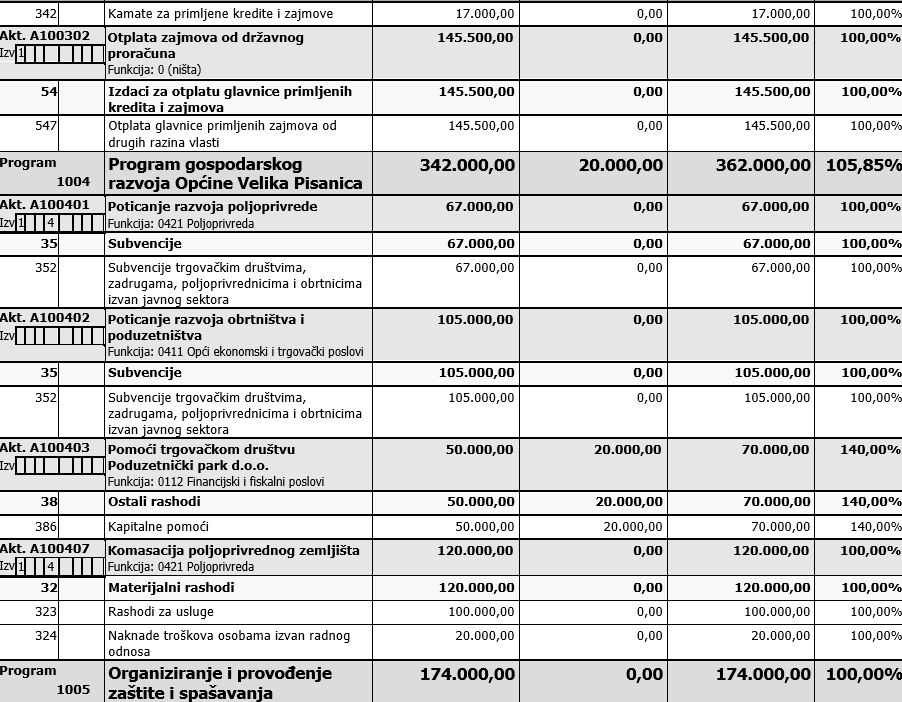 342 Kamate za primljene kredite i zajmove 17.000,00 0,00 17.000,00 100,00%
Akt. A100302 Otplata zajmova od državnog 145.500,00 0,00 145.500,00 100,00%
Izv 1 proračuna
Funkcija: 0 (ništa)
54 Izdaci za otplatu glavnice primljenih 145.500,00 0,00 145.500,00 100,00%
kredita i zajmova
547 Otplata glavnice primljenih zajmova od 145.500,00 0,00 145.500,00 100,00%
drugih razina vlasti
Program Program gospodarskog 342.000,00 20.000,00 362.000,00 105,85%
1004 razvoja Općine Velika Pisanica
Akt. A100401 Poticanje razvoja poljoprivrede 67.000,00 0,00 67.000,00 100,00%
Izv 1 4 Funkcija: 0421 Poljoprivreda
35 Subvencije 67.000,00 0,00 67.000,00 100,00%
352 Subvencije trgovačkim društvima, 67.000,00 0,00 67.000,00 100,00%
zadrugama, poljoprivrednicima i obrtnicima
izvan javnog sektora
Akt. A100402 Poticanje razvoja obrtništva i 105.000,00 0,00 105.000,00 100,00%
Izv poduzetništva
Funkcija: 0411 Opći ekonomski i trgovački poslovi
35 Subvencije 105.000,00 0,00 105.000,00 100,00%
352 Subvencije trgovačkim društvima, 105.000,00 0,00 105.000,00 100,00%
zadrugama, poljoprivrednicima i obrtnicima
izvan javnog sektora
Akt. A100403 Pomoći trgovačkom društvu 50.000,00 20.000,00 70.000,00 140,00%
Izv Poduzetnički park d.o.o.
Funkcija: 0112 Financijski i fiskalni poslovi
38 Ostali rashodi 50.000,00 20.000,00 70.000,00 140,00%
386 Kapitalne pomoći 50.000,00 20.000,00 70.000,00 140,00%
Akt. A100407 Komasacija poljoprivrednog zemljišta 120.000,00 0,00 120.000,00 100,00%
Izv 1 4 Funkcija: 0421 Poljoprivreda
32 Materijalni rashodi 120.000,00 0,00 120.000,00 100,00%
323 Rashodi za usluge 100.000,00 0,00 100.000,00 100,00%
324 Naknade troškova osobama izvan radnog 20.000,00 0,00 20.000,00 100,00%
odnosa
Program Organiziranje i provođenje 174.000,00 0,00 174.000,00 100,00%
1005 zaštite i spašavanja